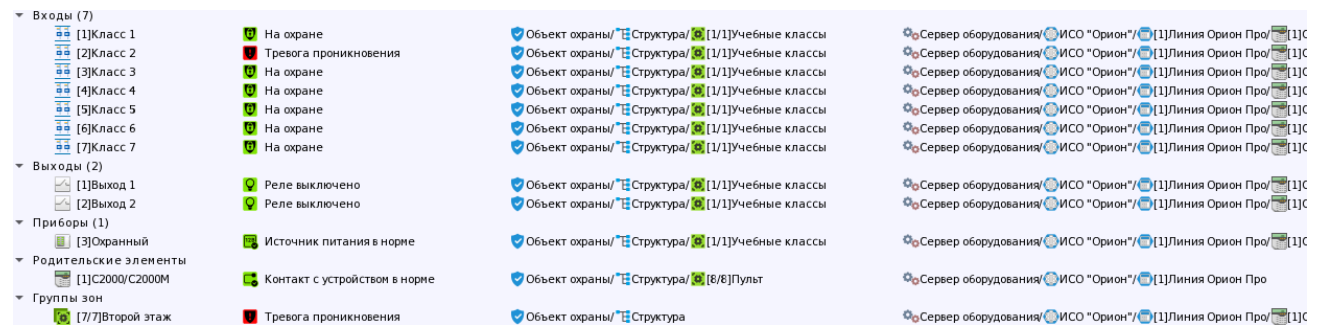 Входы (7)
[1]Класс 1 На охране Объект охраны/ Структура/ [1/1]Учебные классы Сервер оборудования/ ИСО "Орион"/ [1]Линия Орион Про/ [1]С
[2]Класс 2 Тревога проникновения Объект охраны/ Структура/ [1/1]Учебные классы Сервер оборудования/ ИСО "Орион"/ [1]Линия Орион Про/ [1]С
[3]Класс 3 На охране Объект охраны/ Структура/ [1/1]Учебные классы Сервер оборудования/ ИСО "Орион"/ [1]Линия Орион Про/ [1]С
[4]Класс 4 На охране Объект охраны/ Структура/ [1/1]Учебные классы Сервер оборудования/ ИСО "Орион"/ [1]Линия Орион Про/ [1]С
[5]Класс 5 На охране Объект охраны/ Структура/ [1/1]Учебные классы Сервер оборудования/ ИСО "Орион"/ [1]Линия Орион Про/ [1]С
[6]Класс 6 На охране Объект охраны/ Структура/ [1/1]Учебные классы Сервер оборудования/ ИСО "Орион"/ [1]Линия Орион Про/ [1]С
[7]Класс 7 На охране Объект охраны/ Структура/ [1/1]Учебные классы Сервер оборудования/ ИСО "Орион"/ [1]Линия Орион Про/ [1]С
Выходы (2)
[1]Выход 1 Реле выключено Объект охраны/ Структура/ [1/1]Учебные классы Сервер оборудования/ ИСО "Орион"/ [1]Линия Орион Про/ [1]С
[2]Выход 2 Реле выключено Объект охраны/ Структура/ [1/1]Учебные классы Сервер оборудования/ ИСО "Орион"/ [1]Линия Орион Про/ [1]С
Приборы (1)
[3]Охранный Источник питания в норме Объект охраны/ Структура/ [1/1]Учебные классы Сервер оборудования/ ИСО "Орион"/ [1]Линия Орион Про/ [1]С
Родительские элементы
[1]С2000/С2000М Контакт с устройством в норме Объект охраны/ Структура/ [8/8]Пульт Сервер оборудования/ ИСО "Орион"/ [1]Линия Орион Про
Группы зон
[7/7]Второй этаж Тревога проникновения Объект охраны/ Структура Сервер оборудования/ ИСО "Орион"/ [1]Линия Орион Про/ [1]С